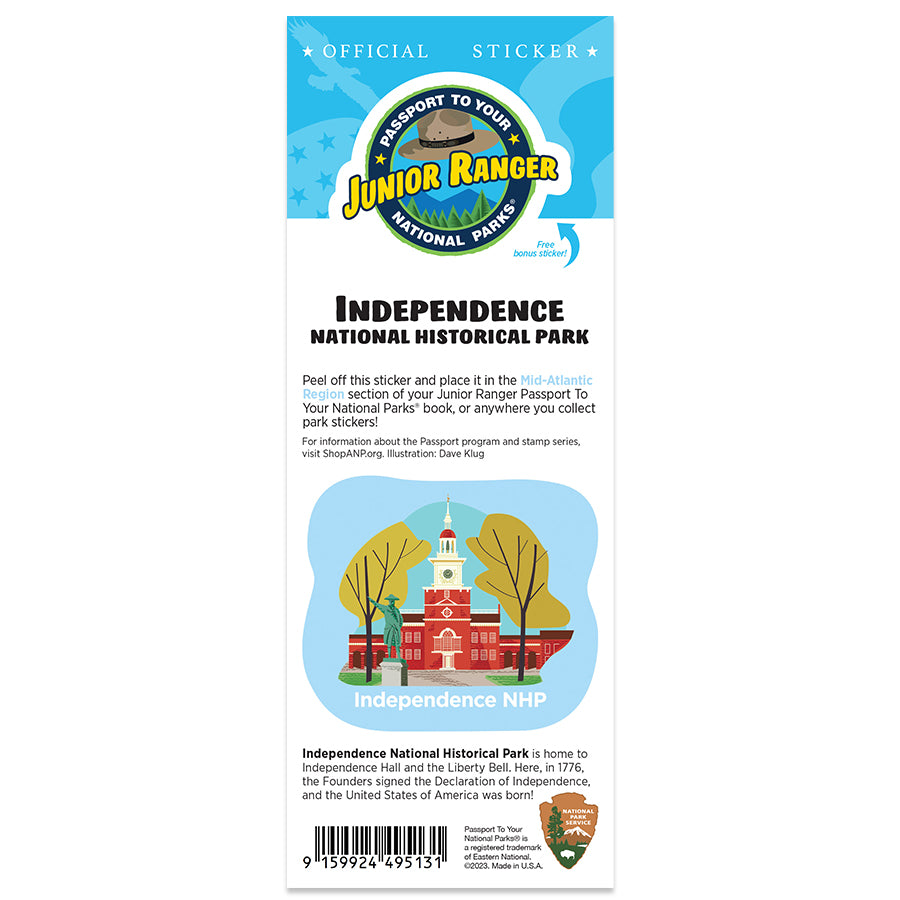 ★ OFFICIAL STICKER ★
PASSPORT TO YOUR
JUNIOR RANGER
NATIONAL PARKS®
Free
bonus sticker!
INDEPENDENCE
NATIONAL HISTORICAL PARK
Peel off this sticker and place it in the Mid-Atlantic
Region section of your Junior Ranger Passport To
Your National Parks® book, or anywhere you collect
park stickers!
For information about the Passport program and stamp series,
visit ShopANP.org. Illustration: Dave Klug
Independence NHP
Independence National Historical Park is home to
Independence Hall and the Liberty Bell. Here, in 1776,
the Founders signed the Declaration of Independence,
and the United States of America was born!
NATIONAL
PARK
SERVICE
9 159924 495131
Passport To Your
National Parks® is
a registered trademark
of Eastern National.
©2023. Made in U.S.A.